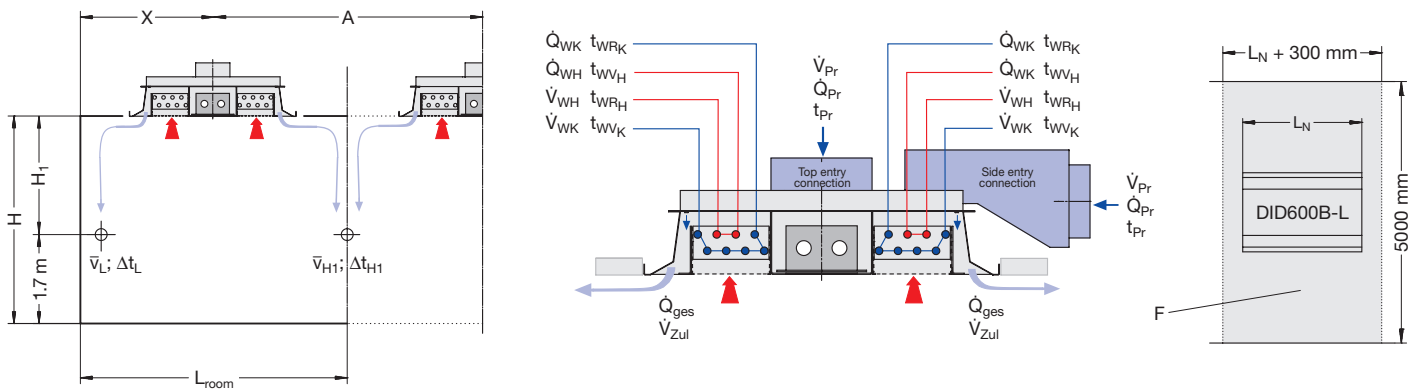 X
A
H
H₁
1.7 m
v̄L; ΔtL
v̄H1; ΔtH1
Lroom
Q̇WK tWRK
Q̇WH tWVH
V̇WH tWRH
V̇WK tWVK
V̇Pr
Q̇Pr
tPr
Q̇WK tWRK
Q̇WK tWVH
V̇WH tWRH
V̇WK tWVK
Top entry
connection
Side entry
connection
V̇Pr
Q̇Pr
tPr
Q̇ges
V̇Zul
Q̇ges
V̇Zul
LN + 300 mm
LN
DID600B-L
5000 mm
F